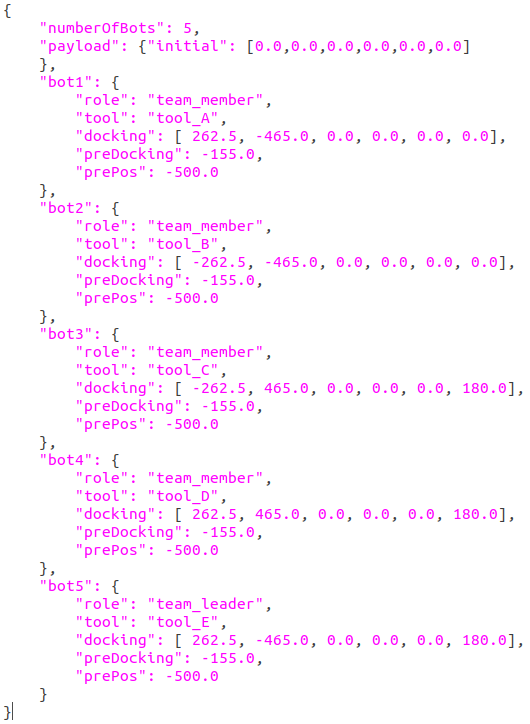 {
    "numberOfBots": 5,
    "payload": {"initial": [0.0,0.0,0.0,0.0,0.0,0.0]
    },
    "bot1": {
        "role": "team_member",
        "tool": "tool_A",
        "docking": [ 262.5, -465.0, 0.0, 0.0, 0.0, 0.0],
        "preDocking": -155.0,
        "prePos": -500.0
    },
    "bot2": {
        "role": "team_member",
        "tool": "tool_B",
        "docking": [ -262.5, -465.0, 0.0, 0.0, 0.0, 0.0],
        "preDocking": -155.0,
        "prePos": -500.0
    },
    "bot3": {
        "role": "team_member",
        "tool": "tool_C",
        "docking": [ -262.5, 465.0, 0.0, 0.0, 0.0, 180.0],
        "preDocking": -155.0,
        "prePos": -500.0
    },
    "bot4": {
        "role": "team_member",
        "tool": "tool_D",
        "docking": [ 262.5, 465.0, 0.0, 0.0, 0.0, 180.0],
        "preDocking": -155.0,
        "prePos": -500.0
    },
    "bot5": {
        "role": "team_leader",
        "tool": "tool_E",
        "docking": [ 262.5, -465.0, 0.0, 0.0, 0.0, 180.0],
        "preDocking": -155.0,
        "prePos": -500.0
    }
}